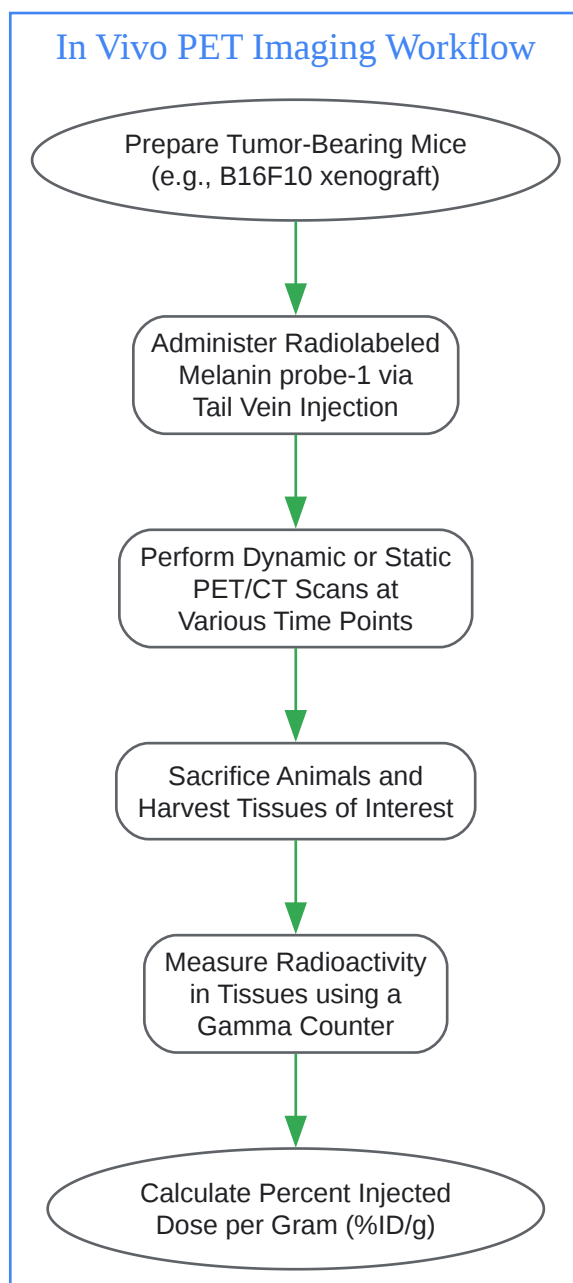 In Vivo PET Imaging Workflow
Prepare Tumor-Bearing Mice
(e.g., B16F10 xenograft)
Administer Radiolabeled
Melanin probe-1 via
Tail Vein Injection
Perform Dynamic or Static
PET/CT Scans at
Various Time Points
Sacrifice Animals and
Harvest Tissues of Interest
Measure Radioactivity
in Tissues using a
Gamma Counter
Calculate Percent Injected
Dose per Gram (%ID/g)